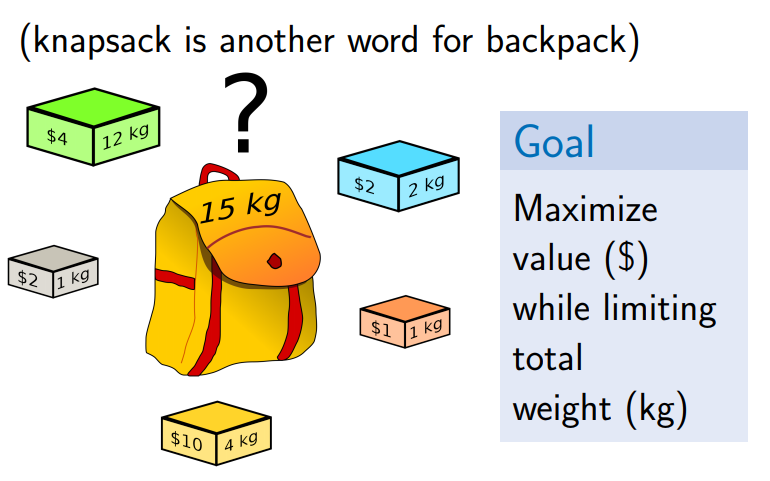 (knapsack is another word for backpack)
?
$4 12 kg
15 kg
$2 2 kg
$2 1 kg
$1 1 kg
$10 4 kg
Goal
Maximize
value ($)
while limiting
total
weight (kg)